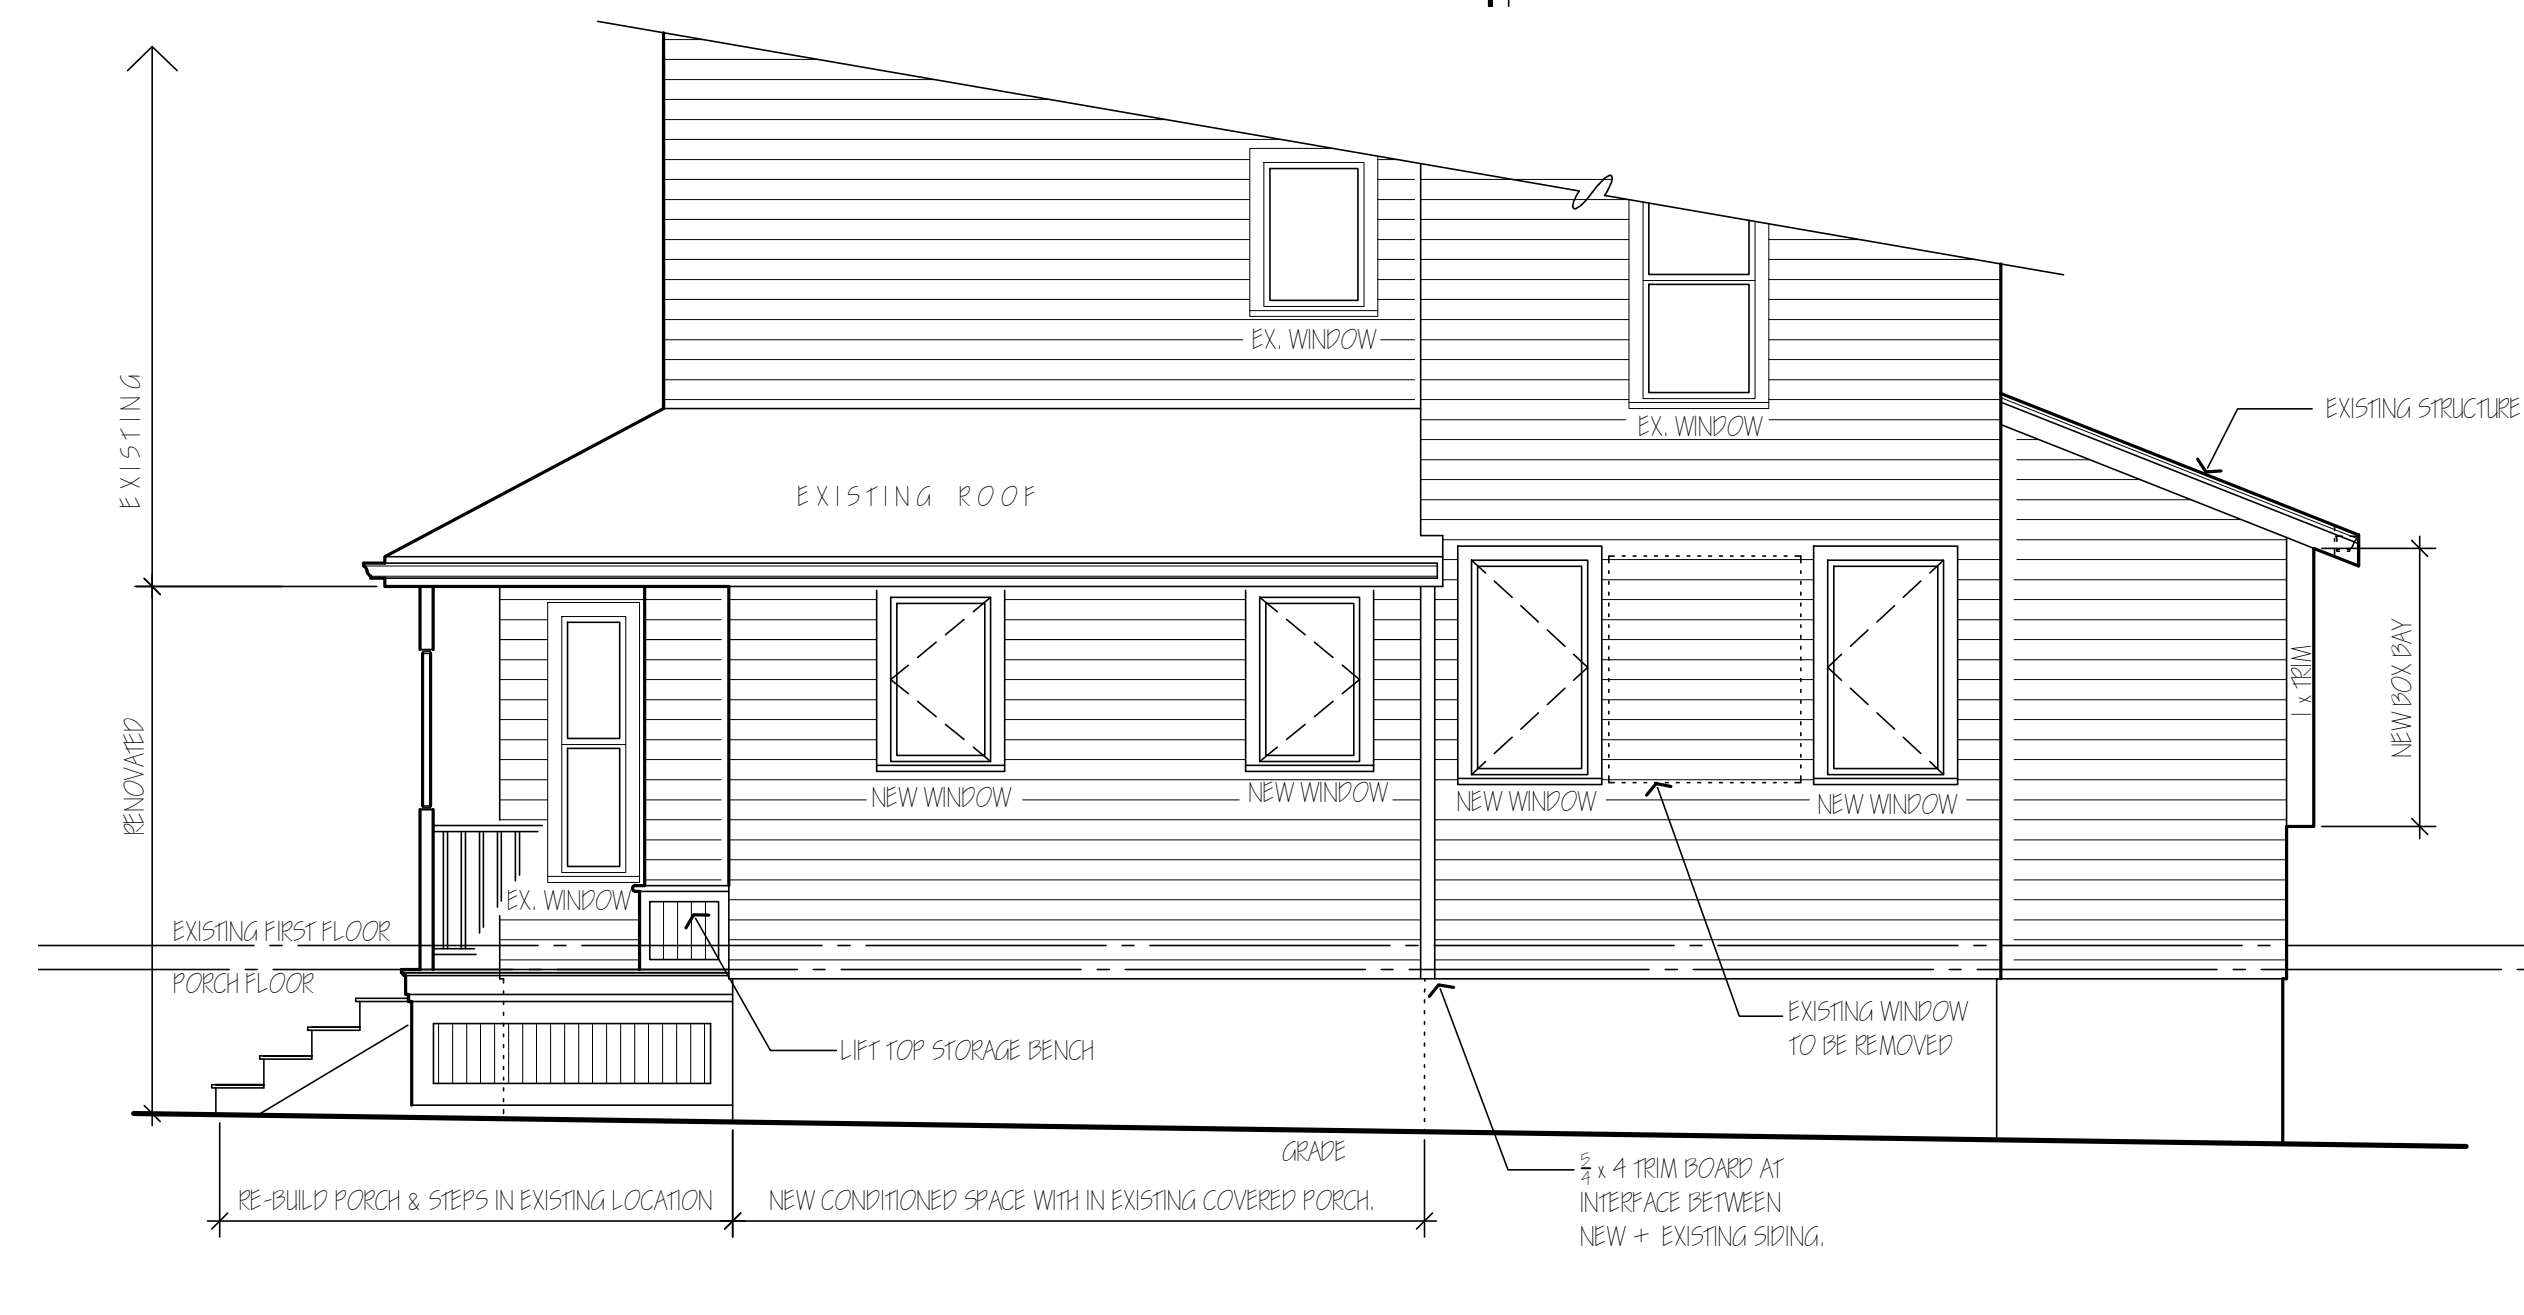 EX. WINDOW
EXISTING
EXISTING STRUCTURE
EX. WINDOW
EXISTING ROOF
RENOVATED
NEW BOX BAY
1 x TRIM
NEW WINDOW
NEW WINDOW
NEW WINDOW
NEW WINDOW
EX. WINDOW
EXISTING FIRST FLOOR
PORCH FLOOR
EXISTING WINDOW
TO BE REMOVED
LIFT TOP STORAGE BENCH
GRADE
5/4 x 4 TRIM BOARD AT
INTERFACE BETWEEN
NEW + EXISTING SIDING.
RE-BUILD PORCH & STEPS IN EXISTING LOCATION
NEW CONDITIONED SPACE WITH IN EXISTING COVERED PORCH.